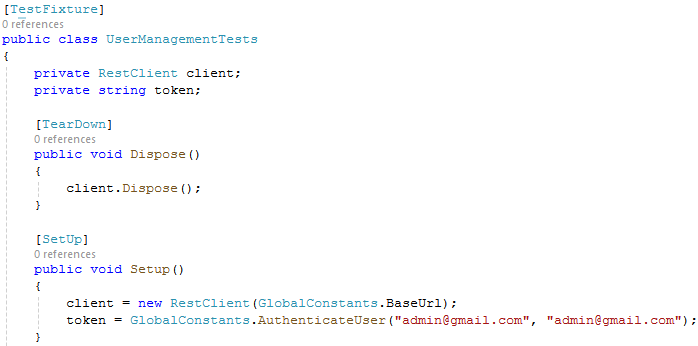 [TestFixture]
0 references
public class UserManagementTests
{
private RestClient client;
private string token;
[TearDown]
0 references
public void Dispose()
{
client.Dispose();
}
[SetUp]
0 references
public void Setup()
{
client = new RestClient(GlobalConstants.BaseUrl);
token = GlobalConstants.AuthenticateUser("admin@gmail.com", "admin@gmail.com");
}